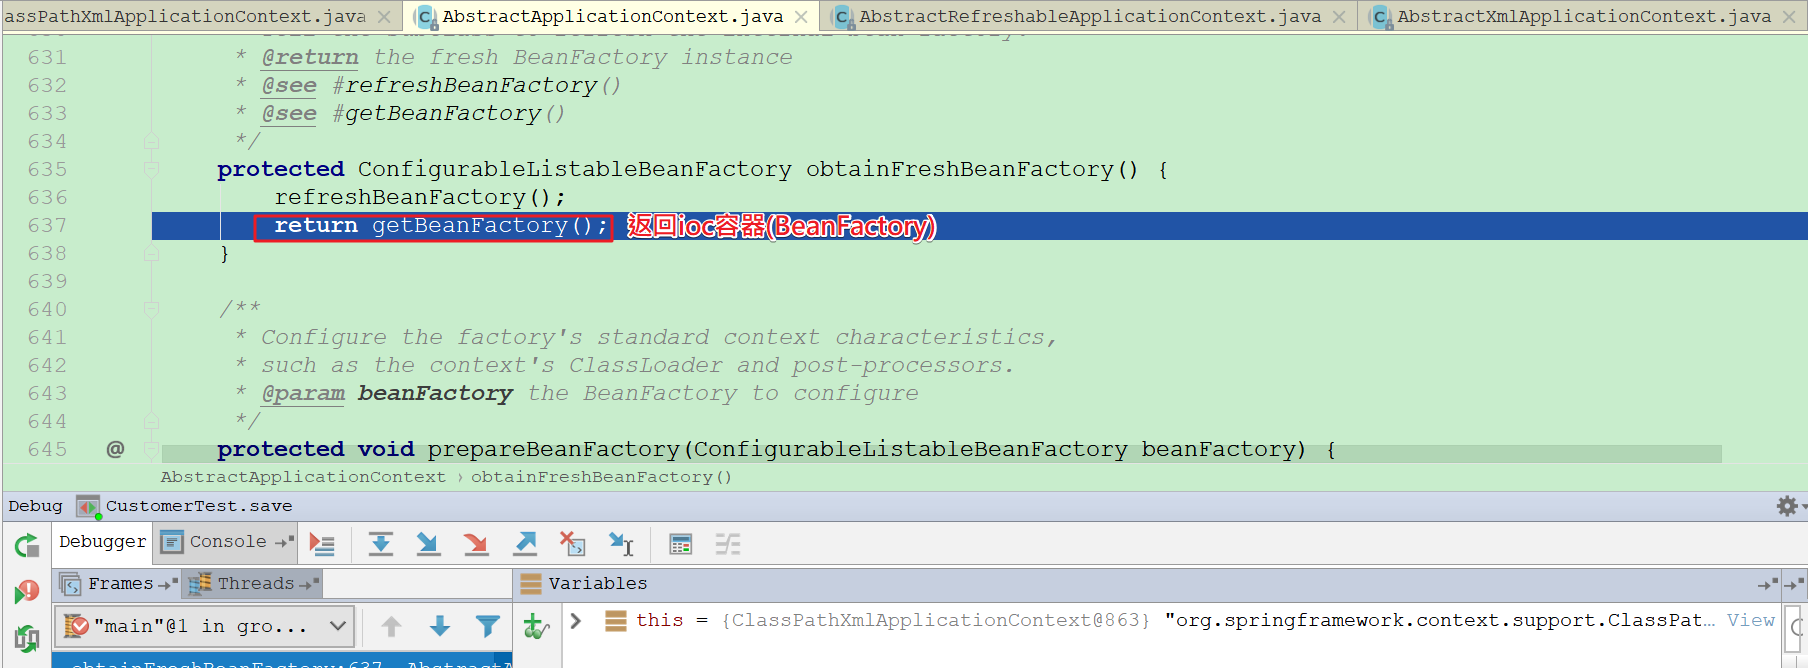 assPathXmlApplicationContext.java
AbstractApplicationContext.java
AbstractRefreshableApplicationContext.java
AbstractXmlApplicationContext.java
631 * @return the fresh BeanFactory instance
632 * @see #refreshBeanFactory()
633 * @see #getBeanFactory()
634 */
635 protected ConfigurableListableBeanFactory obtainFreshBeanFactory() {
636 refreshBeanFactory();
637 return getBeanFactory(); 返回ioc容器(BeanFactory)
638 }
639
640 /**
641 * Configure the factory's standard context characteristics,
642 * such as the context's ClassLoader and post-processors.
643 * @param beanFactory the BeanFactory to configure
644 */
645 @ protected void prepareBeanFactory(ConfigurableListableBeanFactory beanFactory) {
AbstractApplicationContext › obtainFreshBeanFactory()
Debug CustomerTest.save
Debugger Console
Frames Threads Variables
"main"@1 in gro... this = {ClassPathXmlApplicationContext@863} "org.springframework.context.support.ClassPat... View
obtainFreshBeanFactory:637, AbstractA